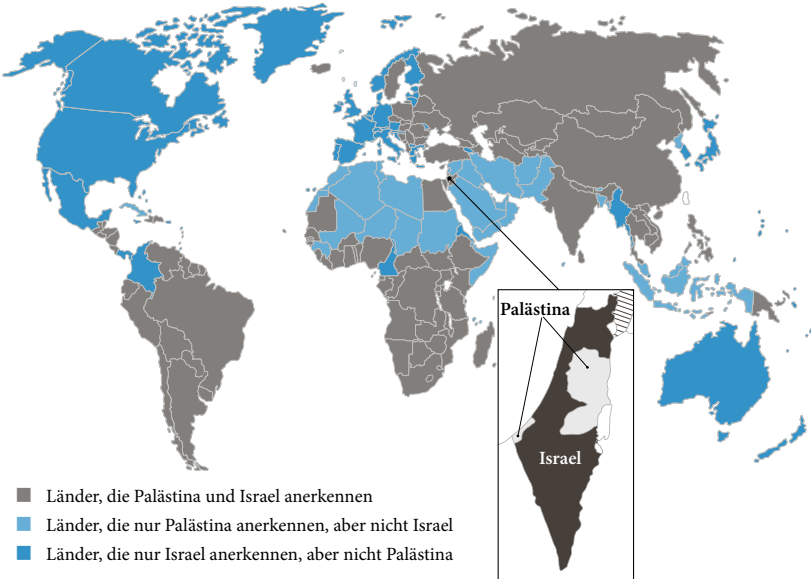 Palästina
Israel
Länder, die Palästina und Israel anerkennen
Länder, die nur Palästina anerkennen, aber nicht Israel
Länder, die nur Israel anerkennen, aber nicht Palästina